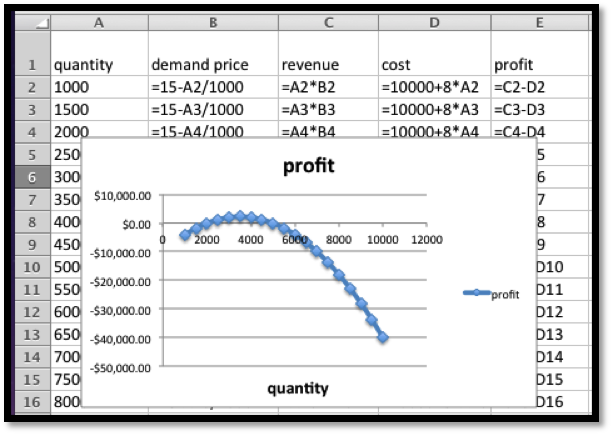 A B C D E
1 quantity demand price revenue cost profit
2 1000 =15-A2/1000 =A2*B2 =10000+8*A2 =C2-D2
3 1500 =15-A3/1000 =A3*B3 =10000+8*A3 =C3-D3
4 2000 =15-A4/1000 =A4*B4 =10000+8*A4 =C4-D4
5 250 5
6 300 6
7 350 7
8 400 8
9 450 9
10 500 D10
11 550 D11
12 600 D12
13 650 D13
14 700 D14
15 750 D15
16 800 D16
profit
$10,000.00
$0.00
0 2000 4000 6000 8000 10000 12000
-$10,000.00
-$20,000.00
-$30,000.00
-$40,000.00
-$50,000.00
profit
quantity